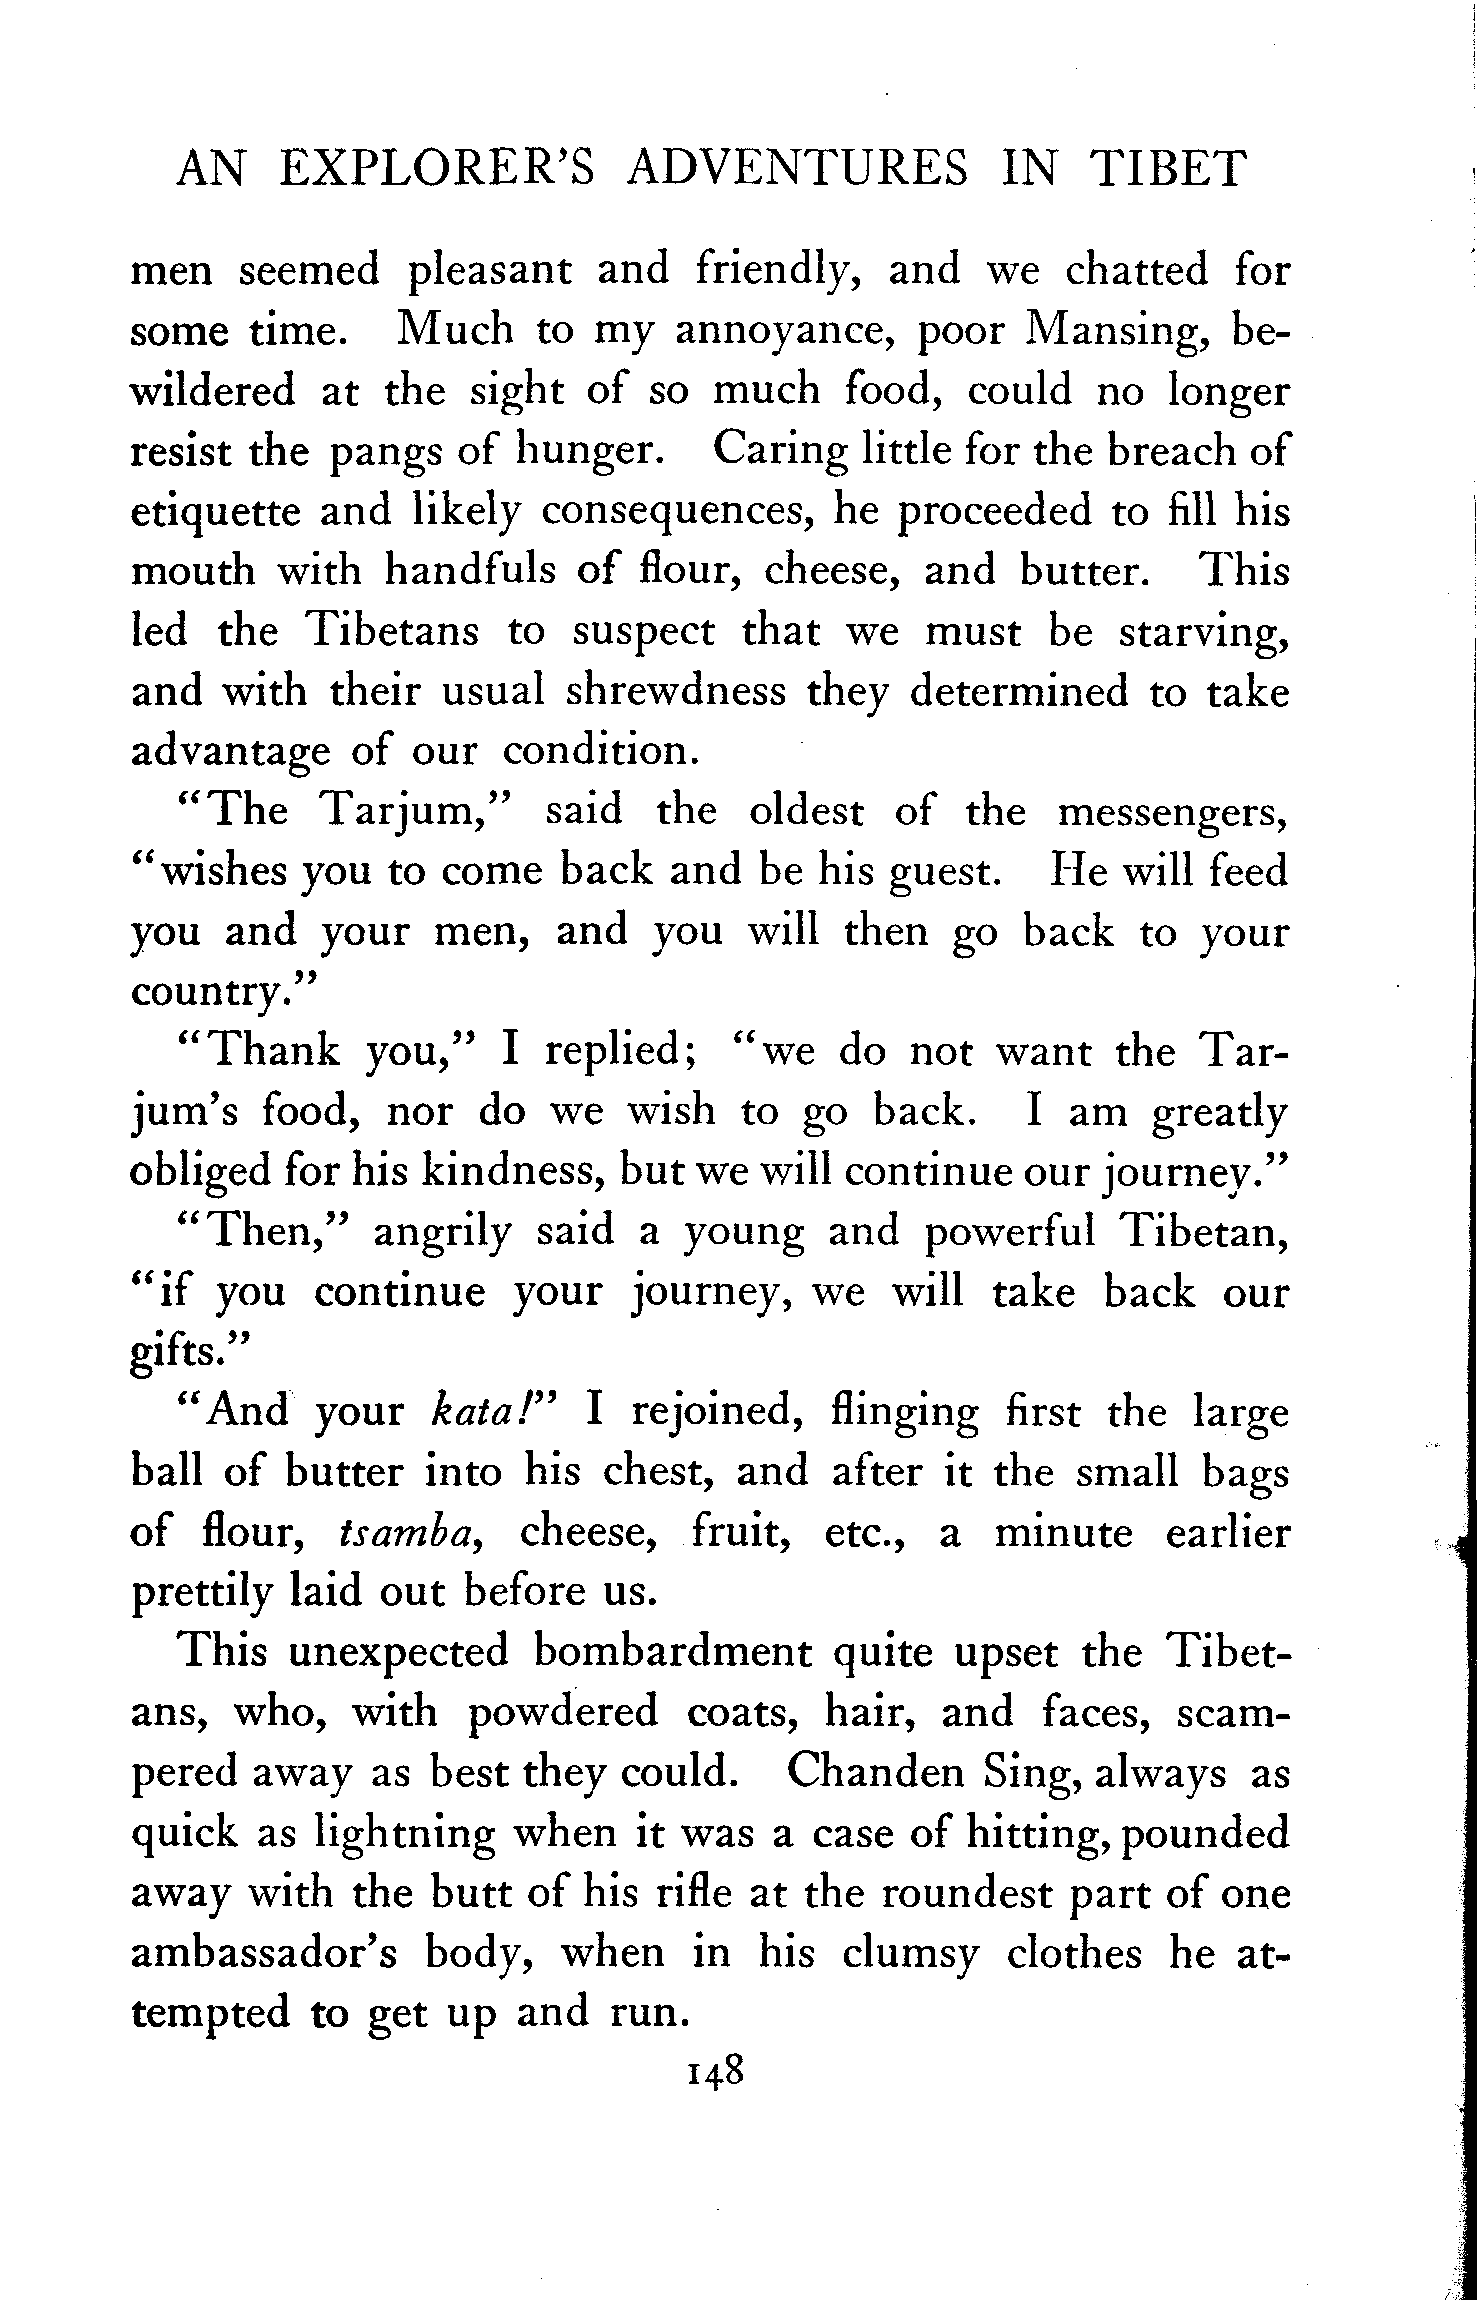 AN EXPLORER'S ADVENTURES IN TIBET
men seemed pleasant and friendly, and we chatted for
some time. Much to my annoyance, poor Mansing, be-
wildered at the sight of so much food, could no longer
resist the pangs of hunger. Caring little for the breach of
etiquette and likely consequences, he proceeded to fill his
mouth with handfuls of flour, cheese, and butter. This
led the Tibetans to suspect that we must be starving,
and with their usual shrewdness they determined to take
advantage of our condition.
"The Tarjum," said the oldest of the messengers,
"wishes you to come back and be his guest. He will feed
you and your men, and you will then go back to your
country."
"Thank you," I replied; "we do not want the Tar-
jum's food, nor do we wish to go back. I am greatly
obliged for his kindness, but we will continue our journey."
"Then," angrily said a young and powerful Tibetan,
"if you continue your journey, we will take back our
gifts."
"And your kata!" I rejoined, flinging first the large
ball of butter into his chest, and after it the small bags
of flour, tsamba, cheese, fruit, etc., a minute earlier
prettily laid out before us.
This unexpected bombardment quite upset the Tibet-
ans, who, with powdered coats, hair, and faces, scam-
pered away as best they could. Chanden Sing, always as
quick as lightning when it was a case of hitting, pounded
away with the butt of his rifle at the roundest part of one
ambassador's body, when in his clumsy clothes he at-
tempted to get up and run.
148